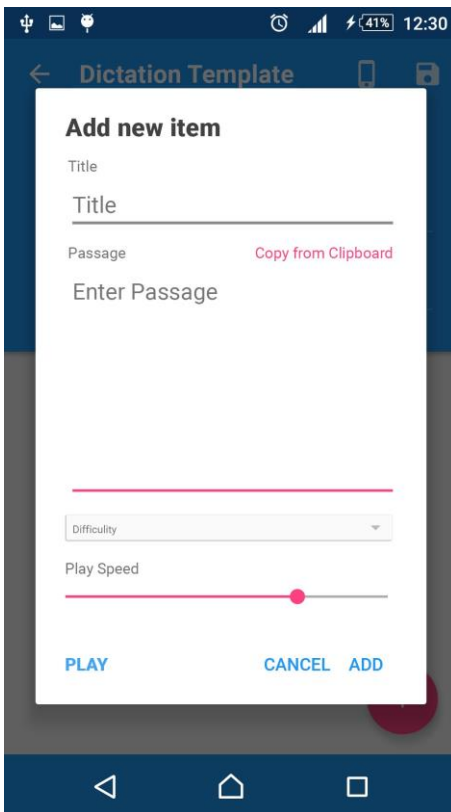 41% 12:30
Dictation Template
Add new item
Title
Title
Passage Copy from Clipboard
Enter Passage
Difficulity
Play Speed
PLAY CANCEL ADD